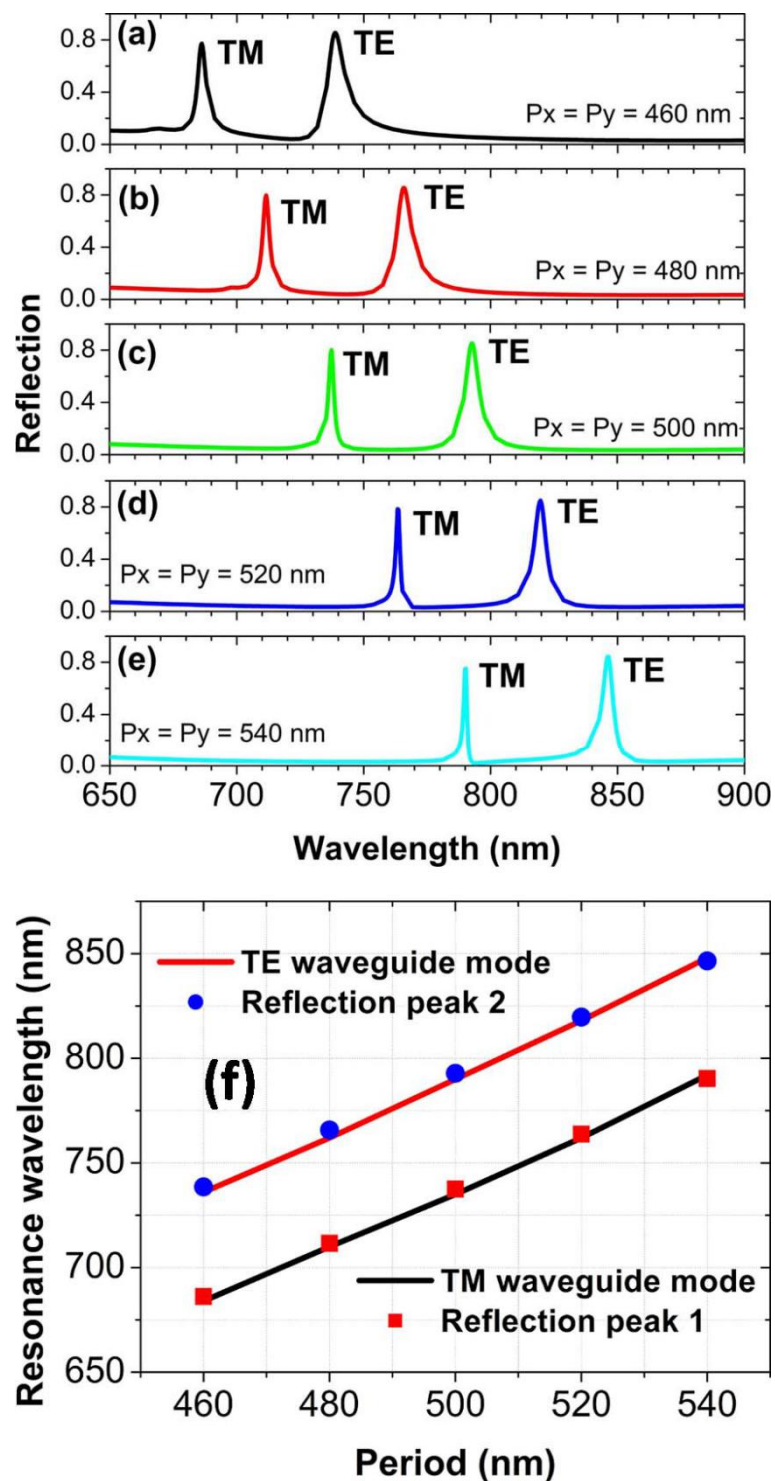 Reflection
(a)
TM
TE
Px = Py = 460 nm
0.8
0.4
0.0
(b)
TM
TE
Px = Py = 480 nm
0.8
0.4
0.0
(c)
TM
TE
Px = Py = 500 nm
0.8
0.4
0.0
(d)
TM
TE
Px = Py = 520 nm
0.8
0.4
0.0
(e)
TM
TE
Px = Py = 540 nm
0.8
0.4
0.0
650 700 750 800 850 900
Wavelength (nm)
Resonance wavelength (nm)
850
800
750
700
650
TE waveguide mode
Reflection peak 2
(f)
TM waveguide mode
Reflection peak 1
460 480 500 520 540
Period (nm)